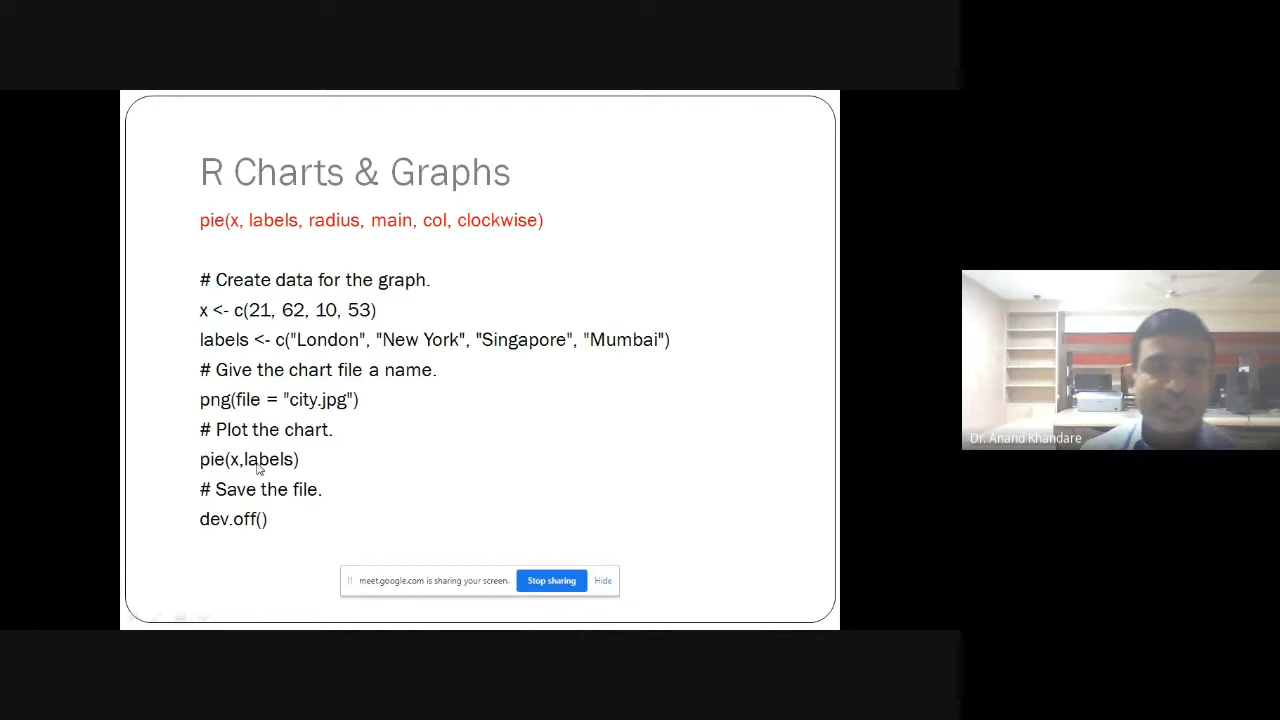 R Charts & Graphs
pie(x, labels, radius, main, col, clockwise)
# Create data for the graph.
x <- c(21, 62, 10, 53)
labels <- c("London", "New York", "Singapore", "Mumbai")
# Give the chart file a name.
png(file = "city.jpg")
# Plot the chart.
pie(x,labels)
# Save the file.
dev.off()
meet.google.com is sharing your screen. Stop sharing Hide
Dr. Anand Khandare